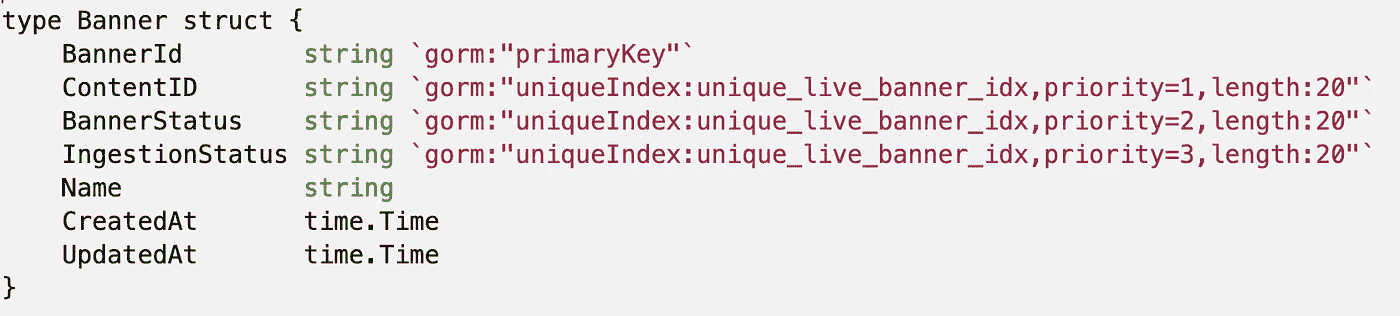 type Banner struct {
    BannerId        string `gorm:"primaryKey"`
    ContentID       string `gorm:"uniqueIndex:unique_live_banner_idx,priority=1,length:20"`
    BannerStatus    string `gorm:"uniqueIndex:unique_live_banner_idx,priority=2,length:20"`
    IngestionStatus string `gorm:"uniqueIndex:unique_live_banner_idx,priority=3,length:20"`
    Name            string
    CreatedAt       time.Time
    UpdatedAt       time.Time
}